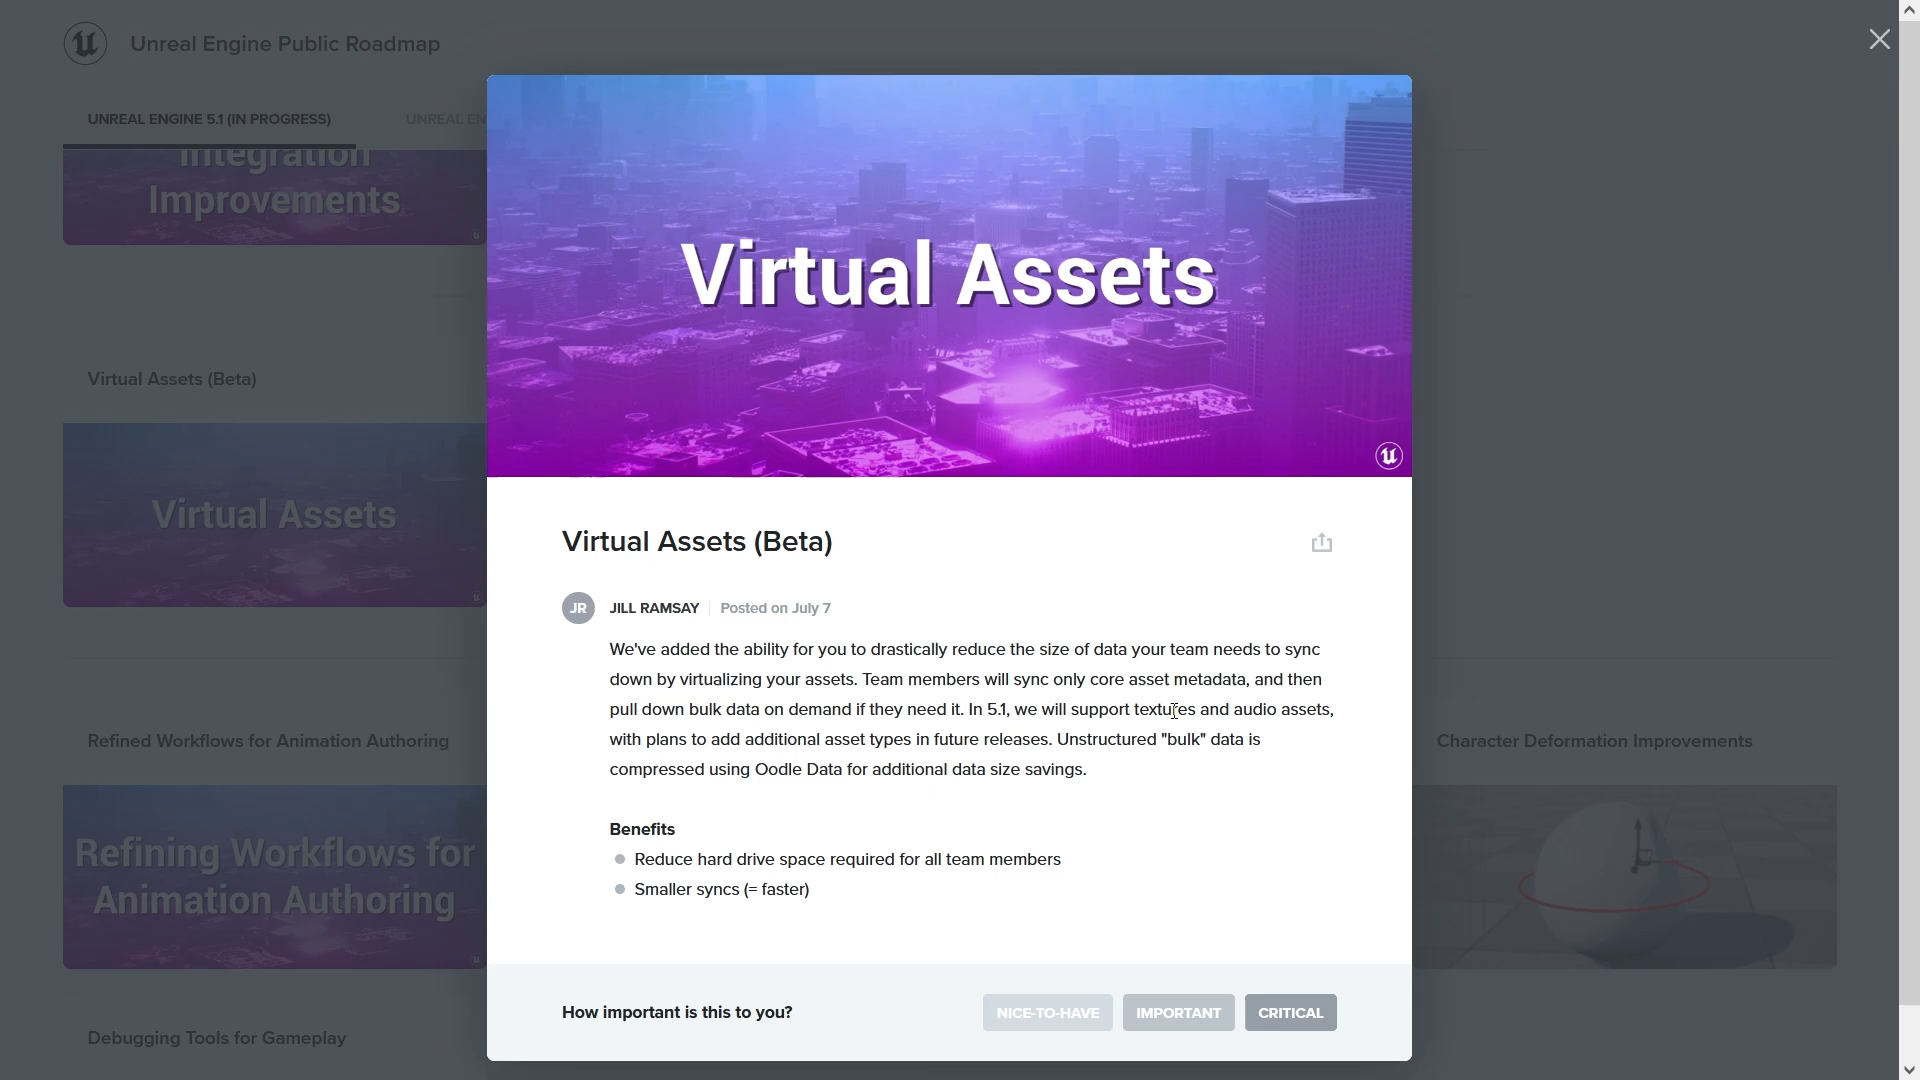 Unreal Engine Public Roadmap
UNREAL ENGINE 5.1 (IN PROGRESS)
UNREAL EN
Integration
Improvements
Virtual Assets (Beta)
Virtual Assets
Refined Workflows for Animation Authoring
Refining Workflows for
Animation Authoring
Debugging Tools for Gameplay
Virtual Assets
Virtual Assets (Beta)
JR JILL RAMSAY Posted on July 7
We've added the ability for you to drastically reduce the size of data your team needs to sync
down by virtualizing your assets. Team members will sync only core asset metadata, and then
pull down bulk data on demand if they need it. In 5.1, we will support textures and audio assets,
with plans to add additional asset types in future releases. Unstructured "bulk" data is
compressed using Oodle Data for additional data size savings.
Benefits
Reduce hard drive space required for all team members
Smaller syncs (= faster)
How important is this to you?
NICE-TO-HAVE
IMPORTANT
CRITICAL
Character Deformation Improvements